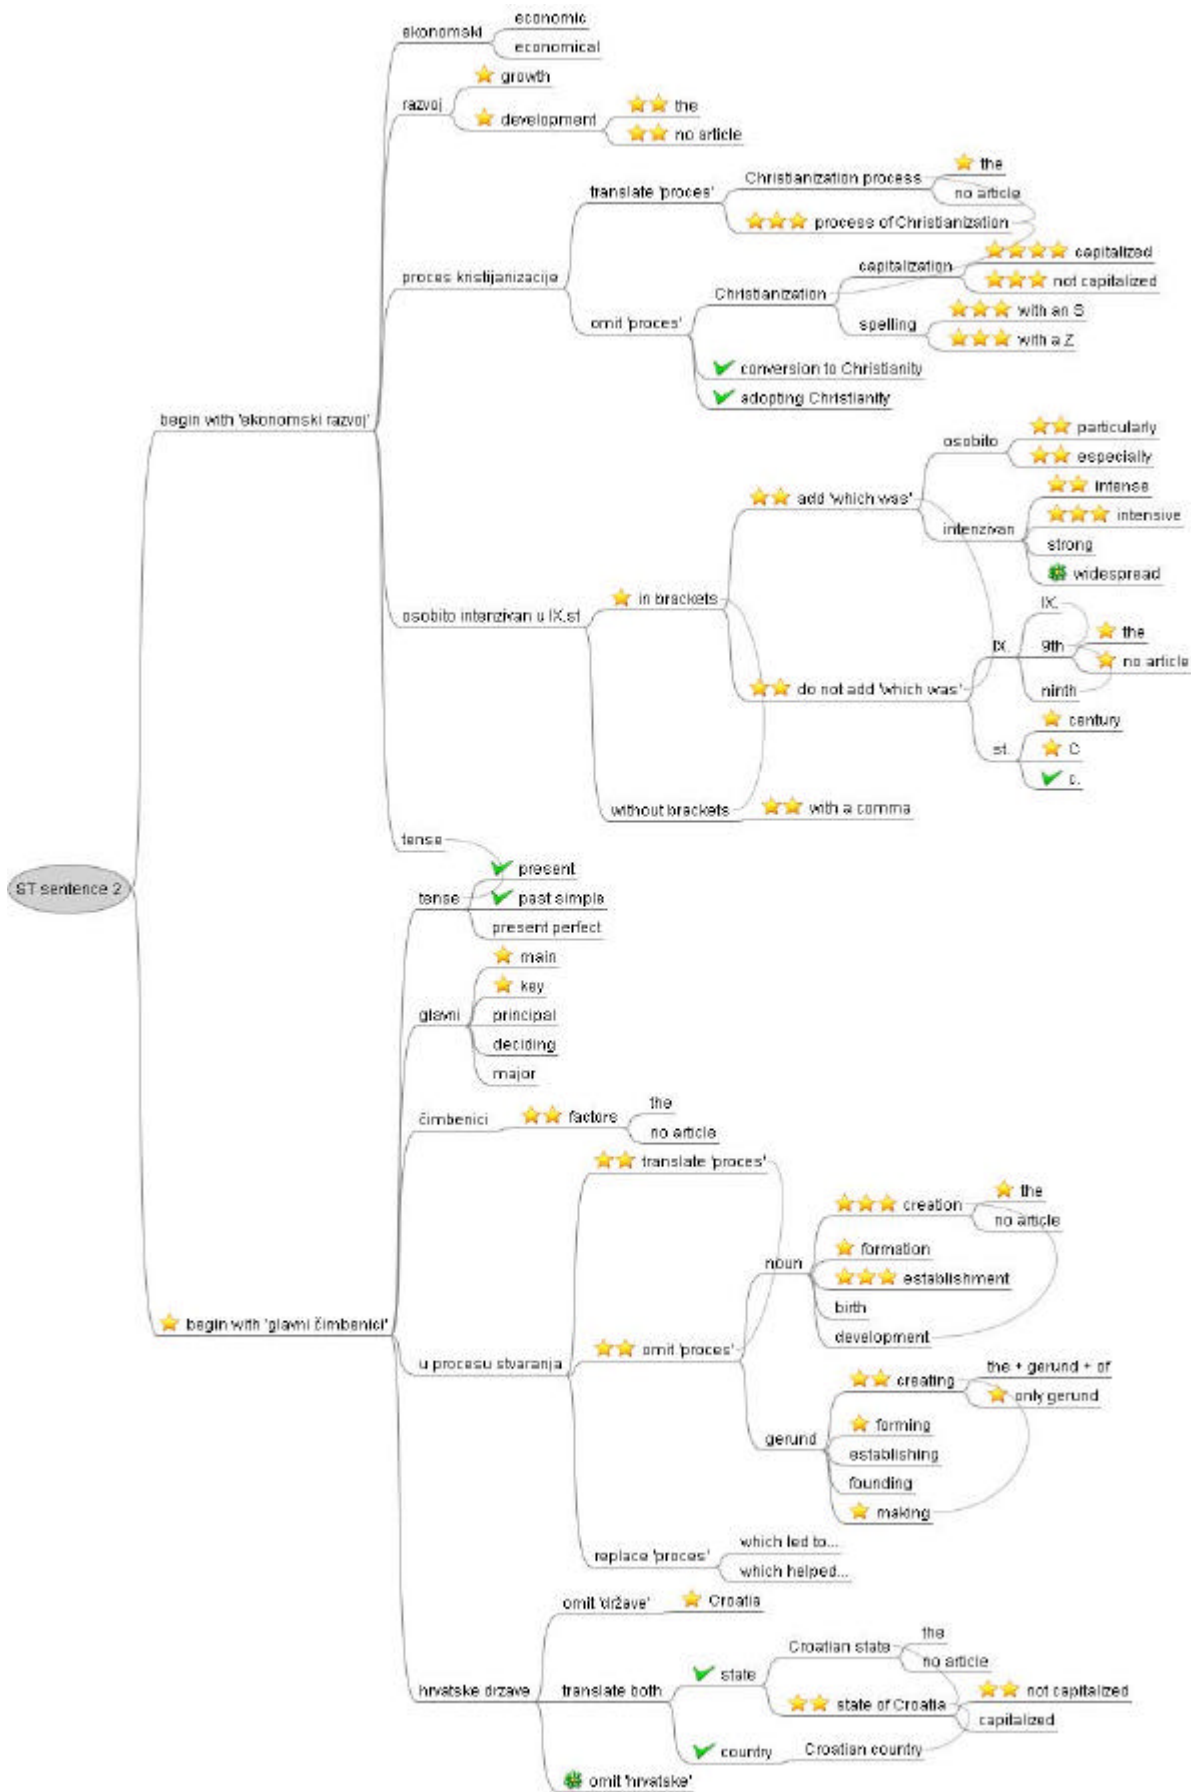 economic
ekonomski
economical
growth
razvoj
development
the
no article
the
Christianization process
translate 'proces'
no article
process of Christianization
capitalized
capitalization
proces kristijanizacije
not capitalized
Christianization
with an S
omit 'proces'
spelling
with a Z
conversion to Christianity
adopting Christianity
begin with 'ekonomski razvoj'
particularly
osobito
especially
add 'which was'
intense
intensive
intenzivan
strong
widespread
in brackets
osobito intenzivan u IX.st
IX.
the
IX.
9th
no article
do not add 'which was'
ninth
century
st.
C
c.
without brackets
with a comma
tense
present
ST sentence 2
tense
past simple
present perfect
main
key
glavni
principal
deciding
major
the
čimbenici
factors
no article
translate 'proces'
the
creation
no article
formation
noun
establishment
birth
begin with 'glavni čimbenici'
development
omit 'proces'
u procesu stvaranja
the + gerund + of
creating
only gerund
forming
gerund
establishing
founding
making
which led to...
replace 'proces'
which helped...
omit 'države'
Croatia
the
Croatian state
no article
state
hrvatske drzave
translate both
not capitalized
state of Croatia
capitalized
country
Croatian country
omit 'hrvatske'